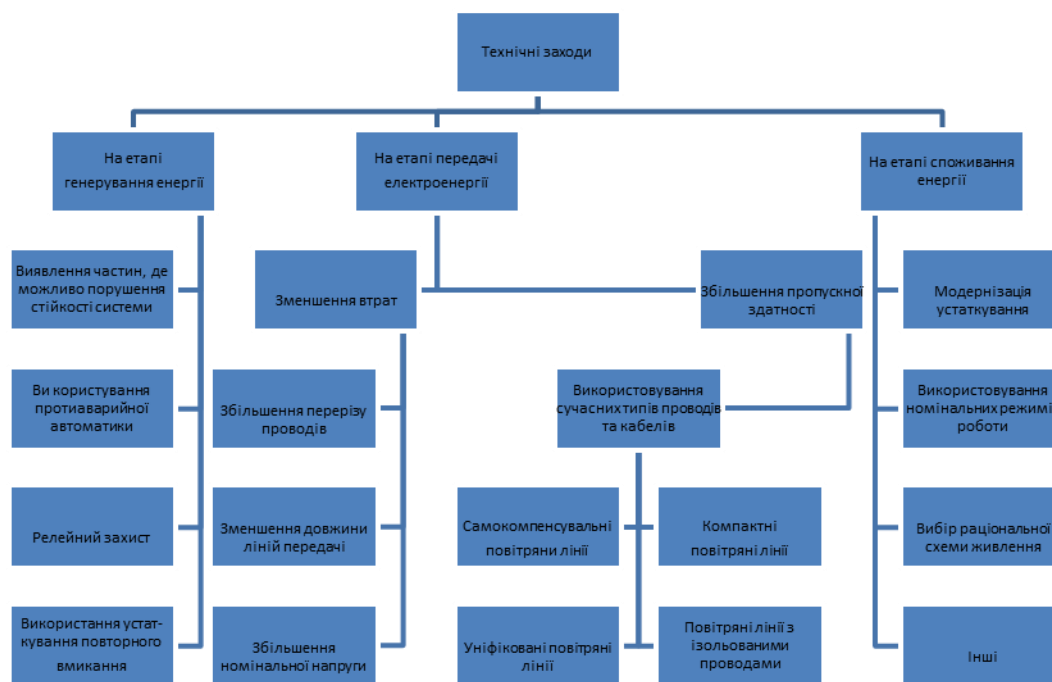 Технічні заходи
На етапі
генерування енергії
На етапі передачі
електроенергії
На етапі споживання
енергії
Виявлення частин, де
можливо порушення
стійкості системи
Зменшення втрат
Збільшення пропускної
здатності
Модернізація
устаткування
Ви користування
протиаварийної
автоматики
Збільшення перерізу
проводів
Використовування
сучасних типів проводів
та кабелів
Використовування
номінальних режимі
роботи
Релейний захист
Зменшення довжини
ліній передачі
Самокомпенсувальні
повітряни лінії
Компактні
повітряні лінії
Вибір раціональної
схеми живлення
Використання устат-
кування повторного
вмикання
Збільшення
номінальної напруги
Уніфіковані повітряні
лінії
Повітряні лінії з
ізольованими
проводами
Інші